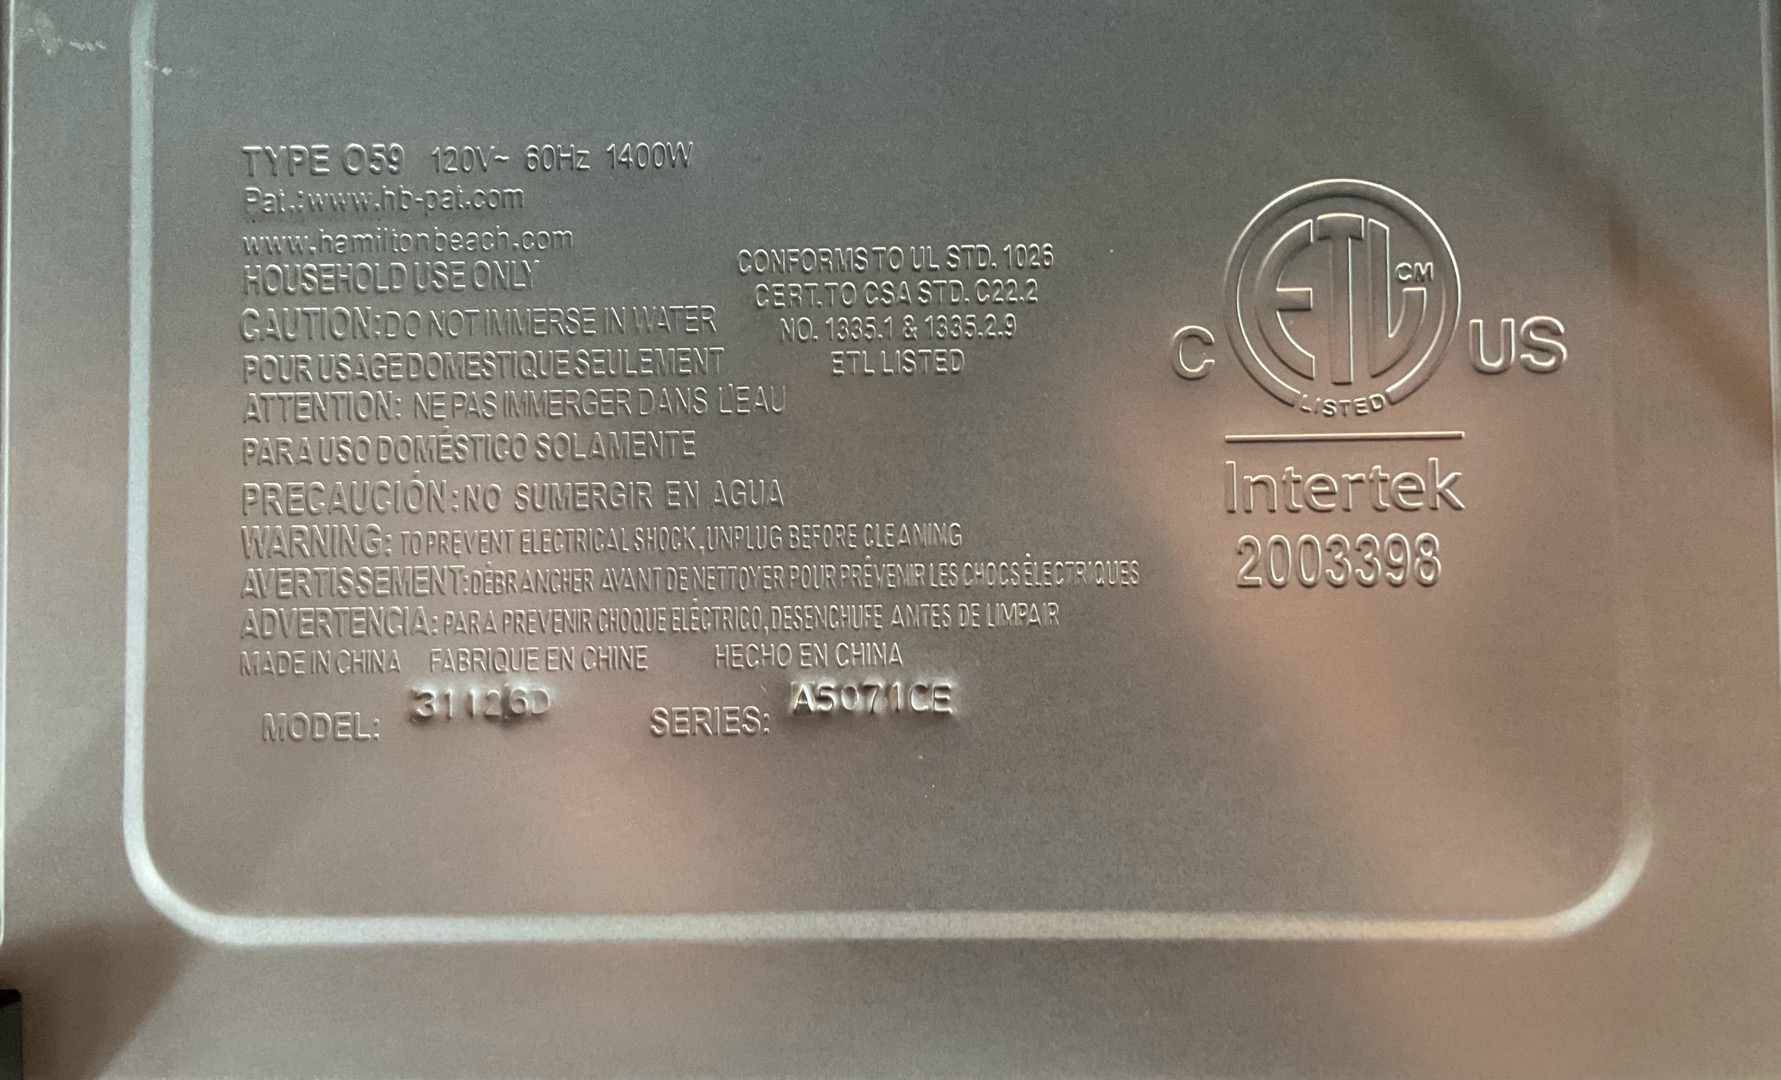 TYPE O59 120V~ 60Hz 1400W
Pat.:www.hb-pat.com
www.hamiltonbeach.com
HOUSEHOLD USE ONLY
CAUTION: DO NOT IMMERSE IN WATER
POUR USAGE DOMESTIQUE SEULEMENT
ATTENTION: NE PAS IMMERGER DANS L'EAU
PARA USO DOMÉSTICO SOLAMENTE
PRECAUCIÓN: NO SUMERGIR EN AGUA
WARNING: TO PREVENT ELECTRICAL SHOCK, UNPLUG BEFORE CLEANING
AVERTISSEMENT: DÉBRANCHER AVANT DE NETTOYER POUR PRÉVENIR LES CHOCS ÉLECTRIQUES
ADVERTENCIA: PARA PREVENIR CHOQUE ELÉCTRICO, DESENCHUFE ANTES DE LIMPAIR
MADE IN CHINA FABRIQUE EN CHINE HECHO EN CHINA
MODEL: 31126D SERIES: A5071CE
CONFORMS TO UL STD. 1026
CERT. TO CSA STD. C22.2
NO. 1335.1 & 1335.2.9
ETL LISTED
C ETL CM US
LISTED
Intertek
2003398